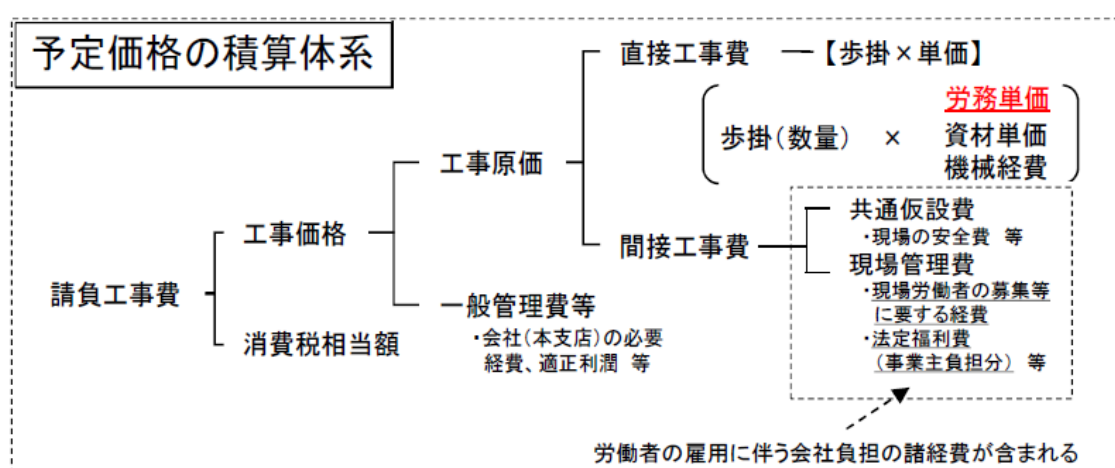 予定価格の積算体系
直接工事費
【歩掛×単価】
労務単価
歩掛(数量) × 資材単価
機械経費
工事原価
共通仮設費
・現場の安全費 等
間接工事費
現場管理費
・現場労働者の募集等
に要する経費
・法定福利費
(事業主負担分) 等
工事価格
請負工事費
一般管理費等
・会社(本支店)の必要
経費、適正利潤 等
消費税相当額
労働者の雇用に伴う会社負担の諸経費が含まれる